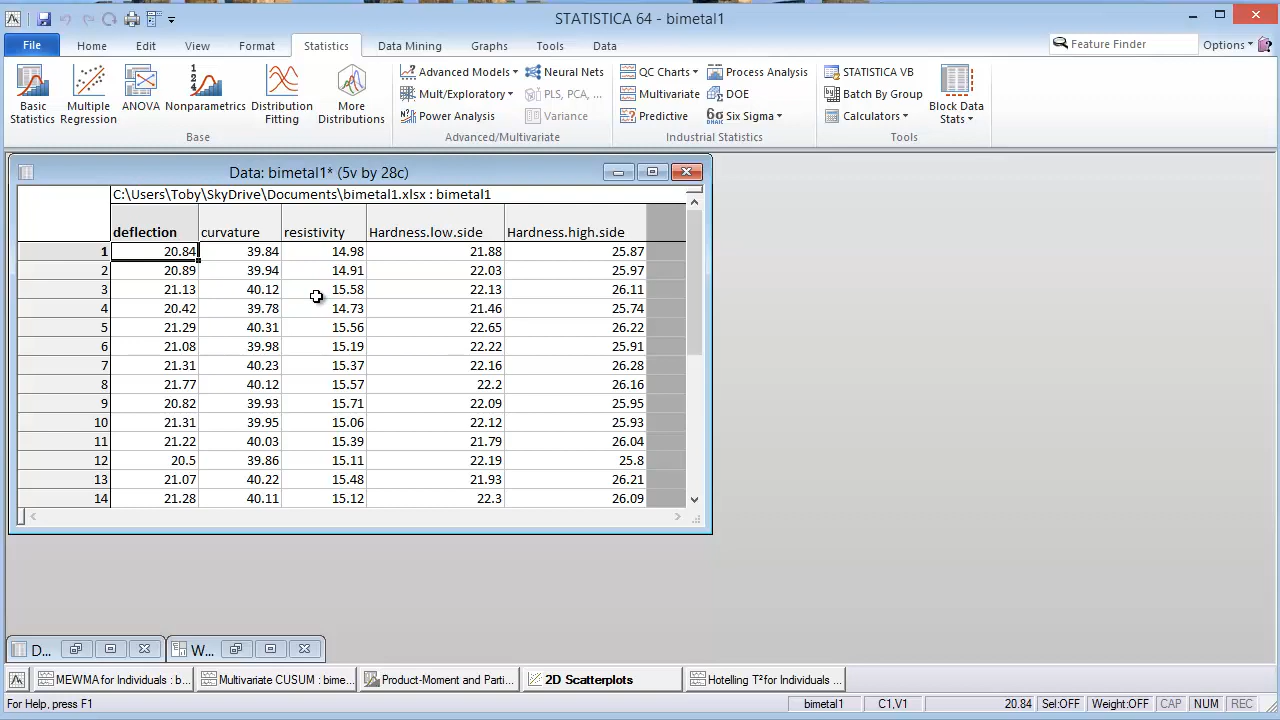 STATISTICA 64 - bimetal1
File Home Edit View Format Statistics Data Mining Graphs Tools Data Feature Finder Options
Advanced Models Neural Nets QC Charts Process Analysis STATISTICA VB
Mult/Exploratory PLS, PCA, ... Multivariate DOE Batch By Group
Basic Statistics Multiple Regression ANOVA Nonparametric Distribution Fitting More Distributions Power Analysis Variance Predictive Six Sigma Calculators Block Data Stats
Base Advanced/Multivariate Industrial Statistics Tools
Data: bimetal1* (5v by 28c)
C:\Users\Toby\SkyDrive\Documents\bimetal1.xlsx : bimetal1
deflection curvature resistivity Hardness.low.side Hardness.high.side
1 20.84 39.84 14.98 21.88 25.87
2 20.89 39.94 14.91 22.03 25.97
3 21.13 40.12 15.58 22.13 26.11
4 20.42 39.78 14.73 21.46 25.74
5 21.29 40.31 15.56 22.65 26.22
6 21.08 39.98 15.19 22.22 25.91
7 21.31 40.23 15.37 22.16 26.28
8 21.77 40.12 15.57 22.2 26.16
9 20.82 39.93 15.71 22.09 25.95
10 21.31 39.95 15.06 22.12 25.93
11 21.22 40.03 15.39 21.79 26.04
12 20.5 39.86 15.11 22.19 25.8
13 21.07 40.22 15.48 21.93 26.21
14 21.28 40.11 15.12 22.3 26.09
D... W...
MEWMA for Individuals : b... Multivariate CUSUM : bime... Product-Moment and Parti... 2D Scatterplots Hotelling T² for Individuals ...
For Help, press F1 bimetal1 C1,V1 20.84 Sel:OFF Weight:OFF CAP NUM REC